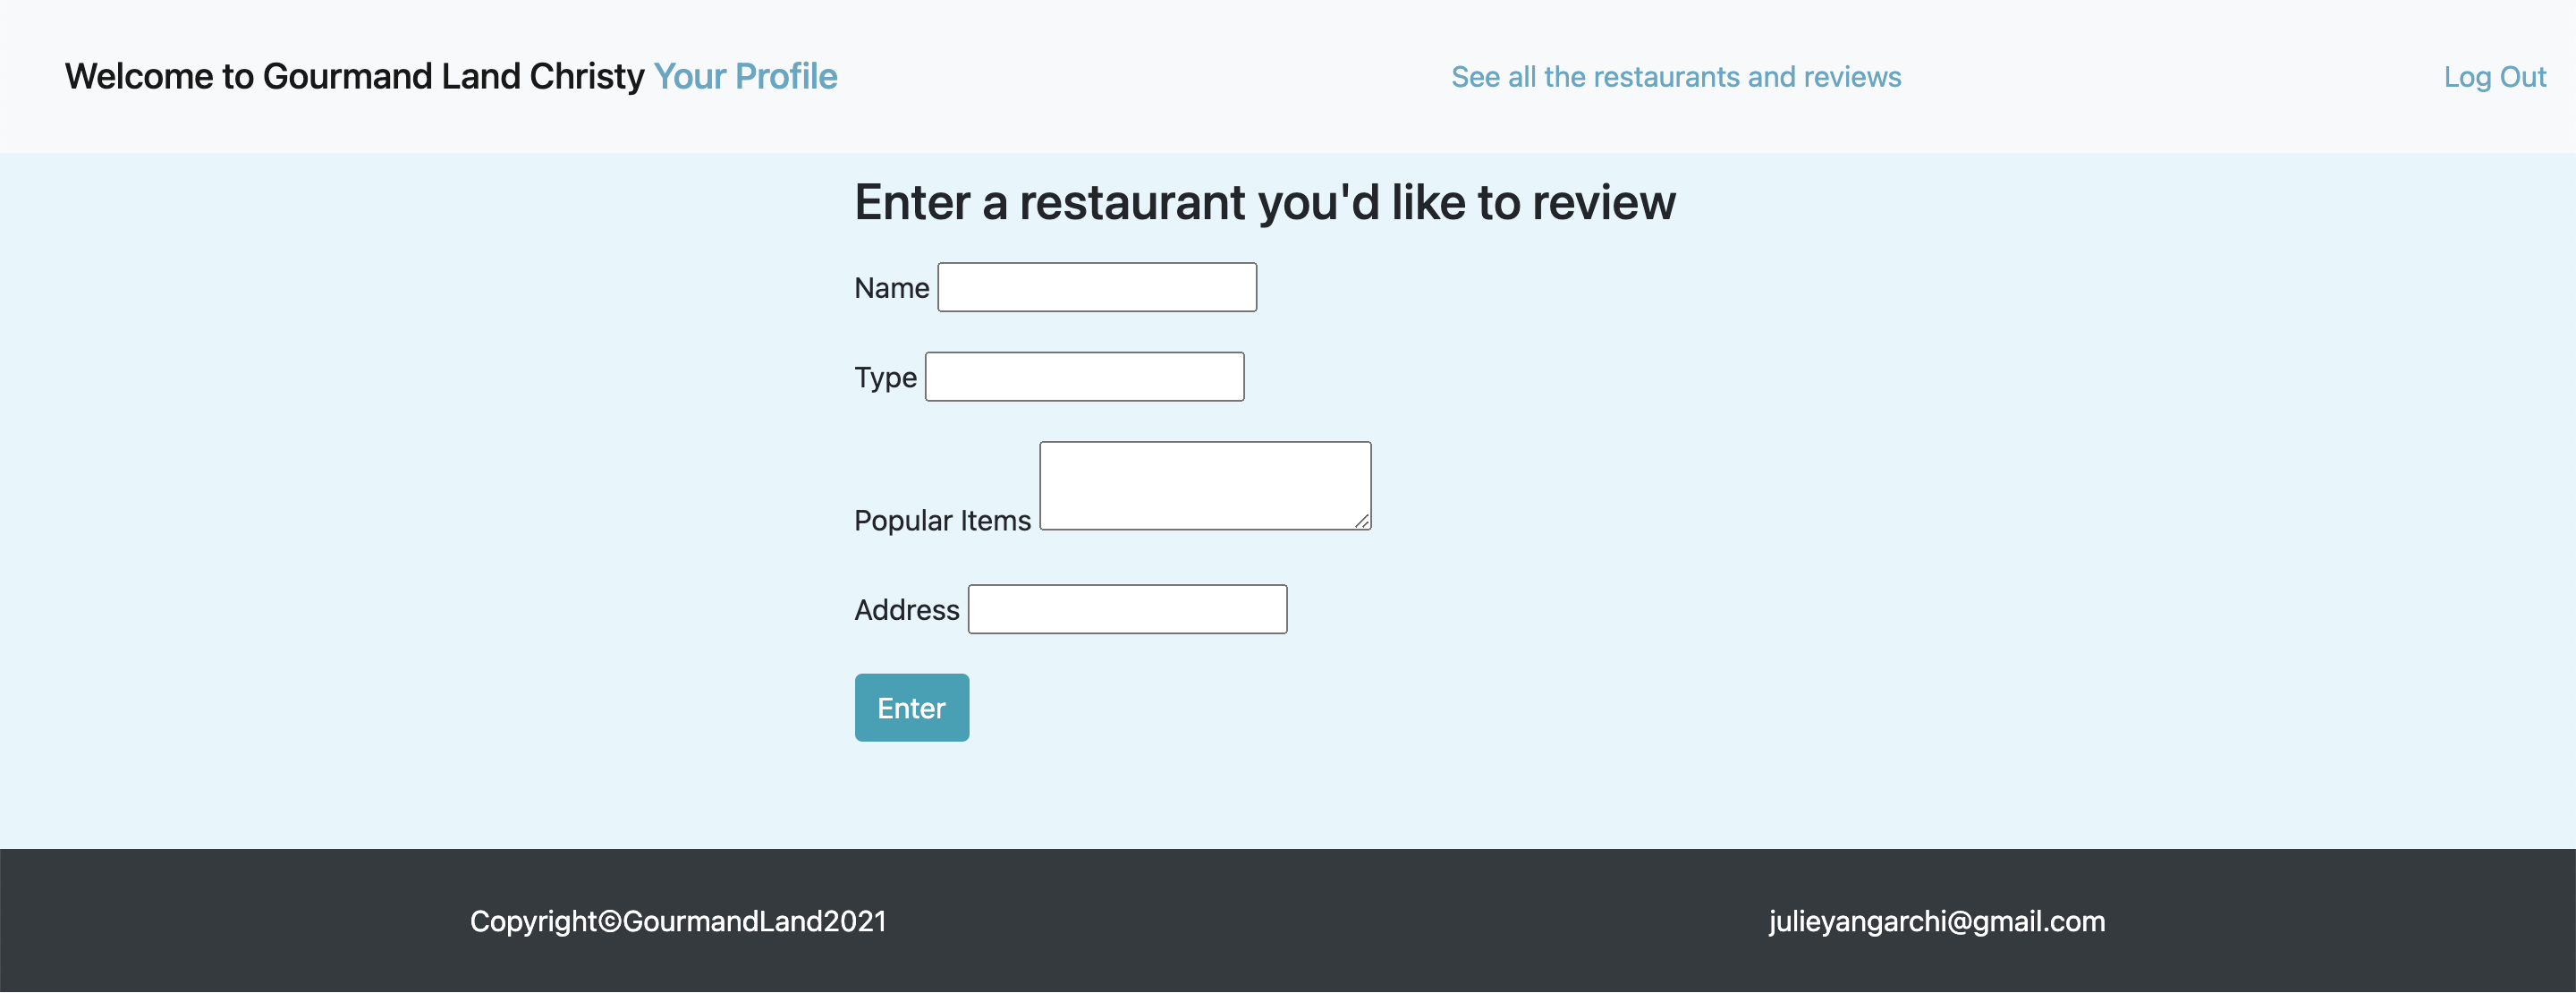 Welcome to Gourmand Land Christy Your Profile
See all the restaurants and reviews
Log Out
Enter a restaurant you'd like to review
Name
Type
Popular Items
Address
Enter
Copyright©GourmandLand2021
julieyangarchi@gmail.com